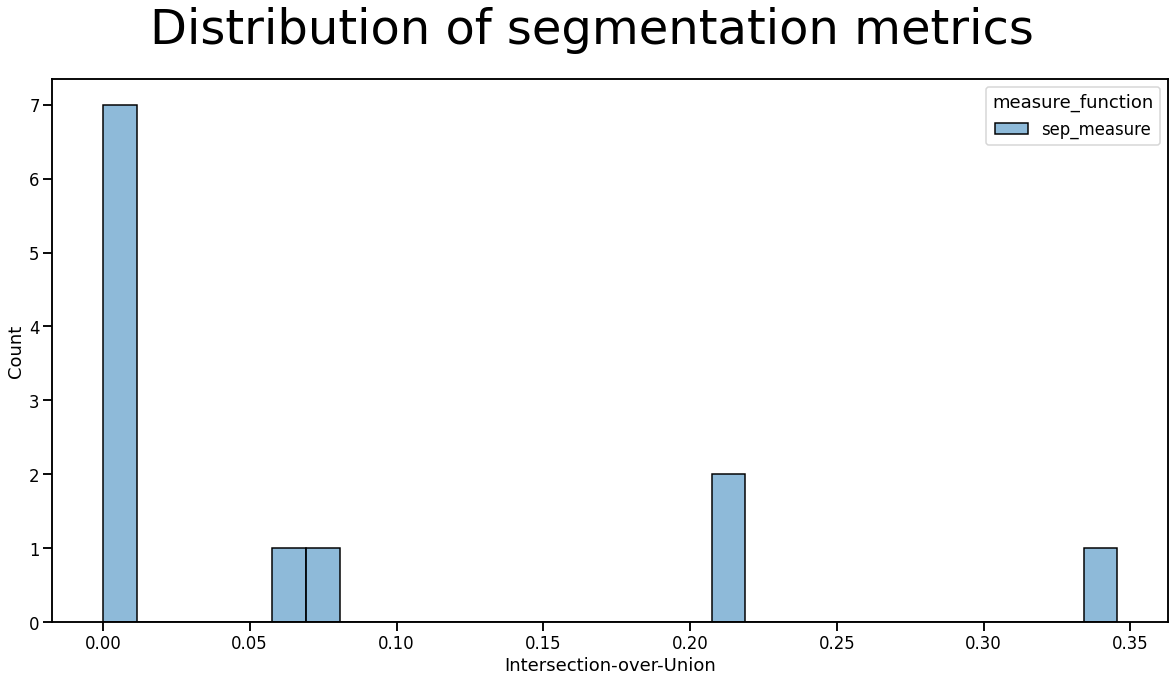 Distribution of segmentation metrics
measure_function
sep_measure
7
6
5
4
3
2
1
0
Count
0.00 0.05 0.10 0.15 0.20 0.25 0.30 0.35
Intersection-over-Union